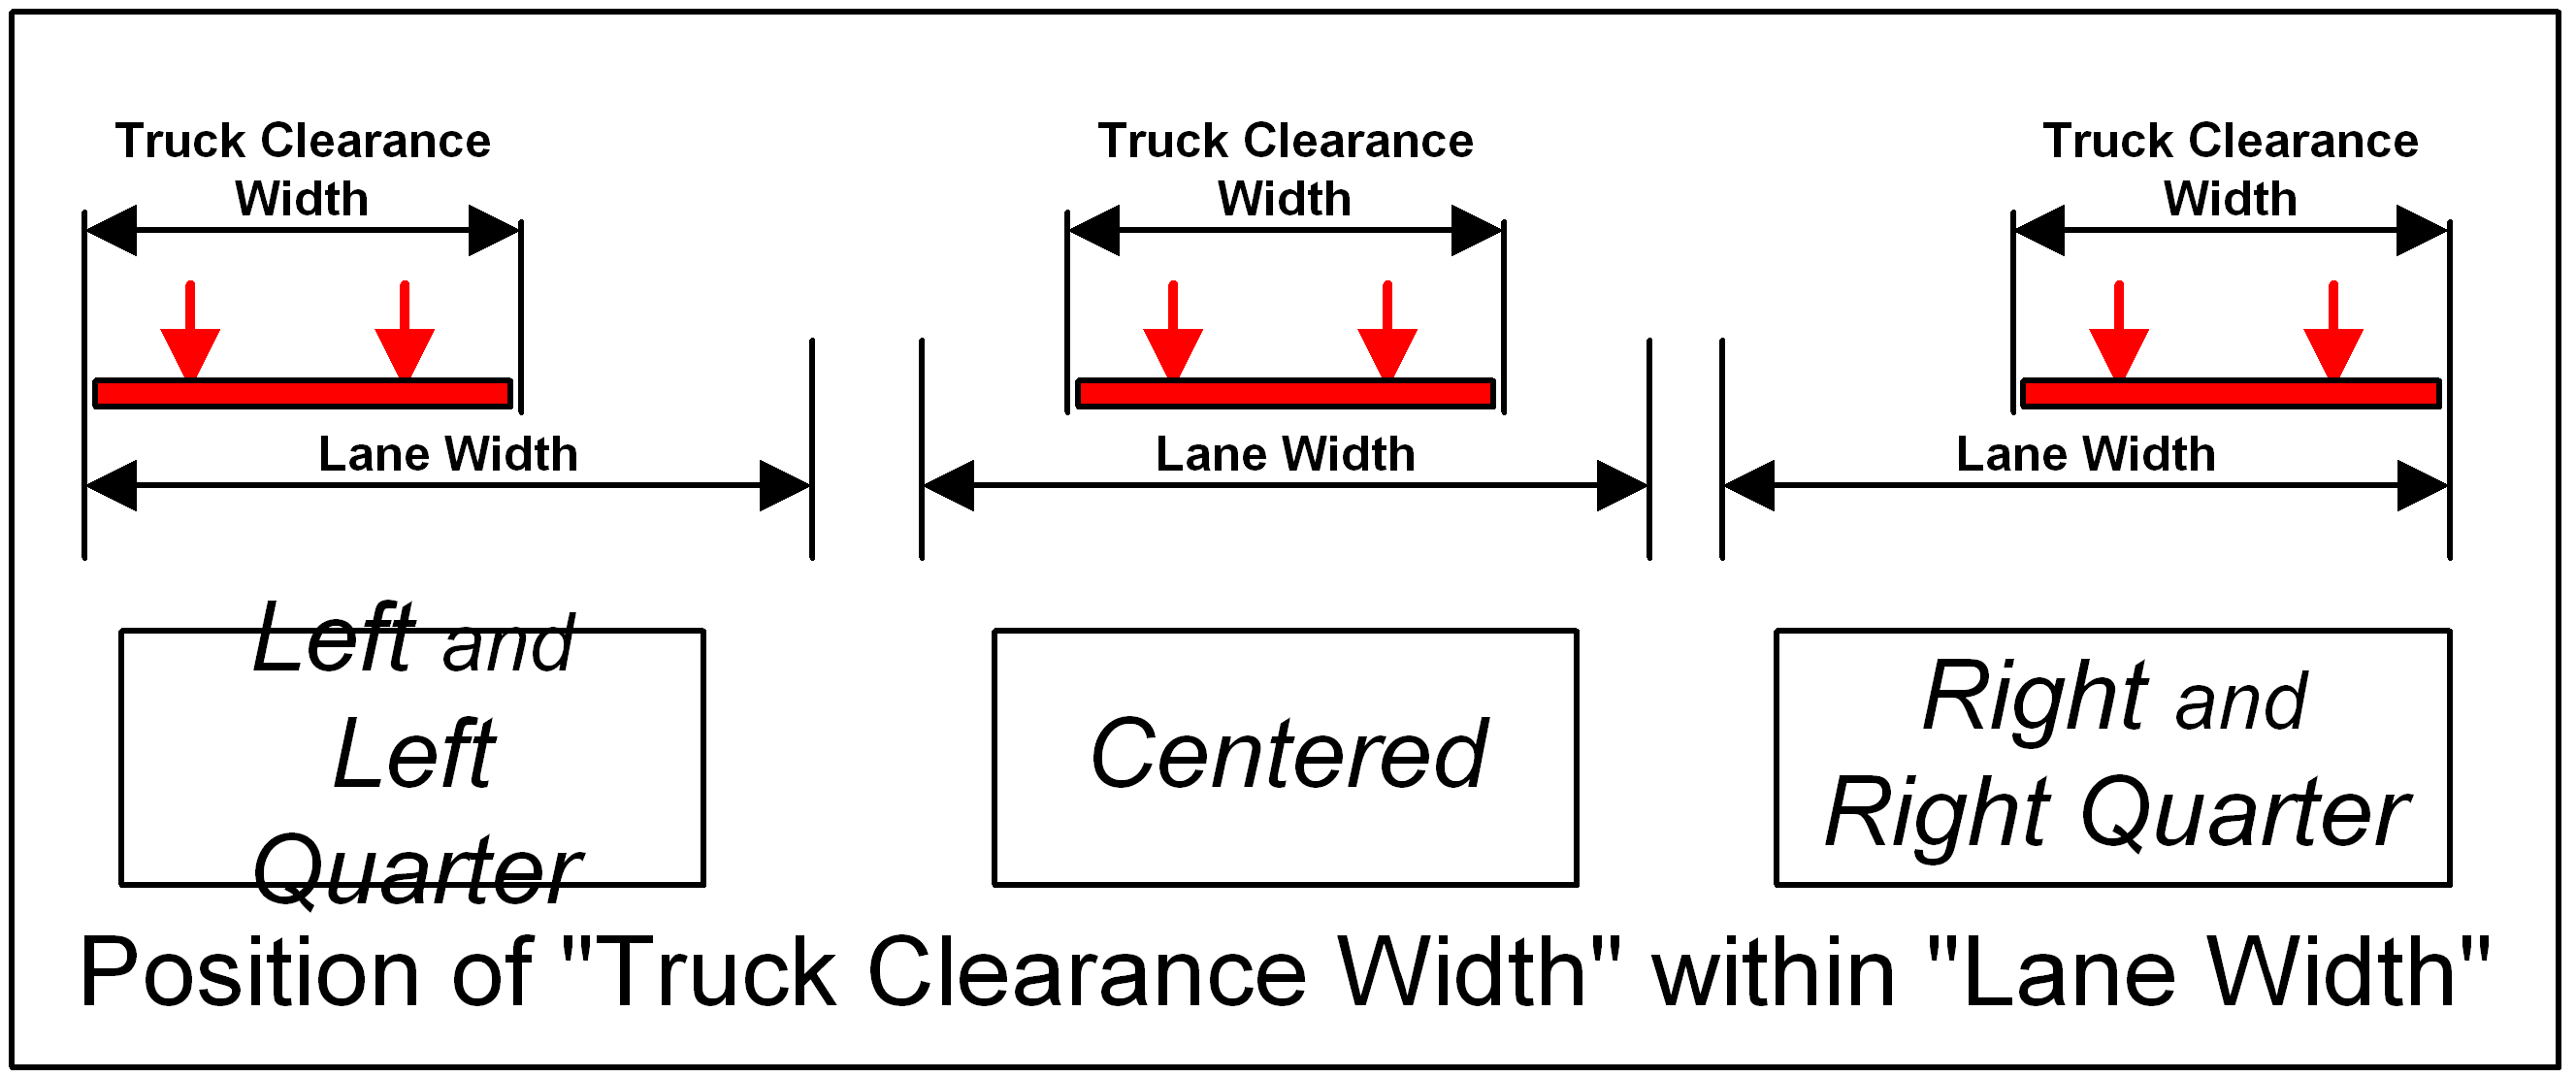 Truck Clearance
Width
Truck Clearance
Width
Truck Clearance
Width
Lane Width
Lane Width
Lane Width
Left and
Left
Quarter
Centered
Right and
Right Quarter
Position of "Truck Clearance Width" within "Lane Width"